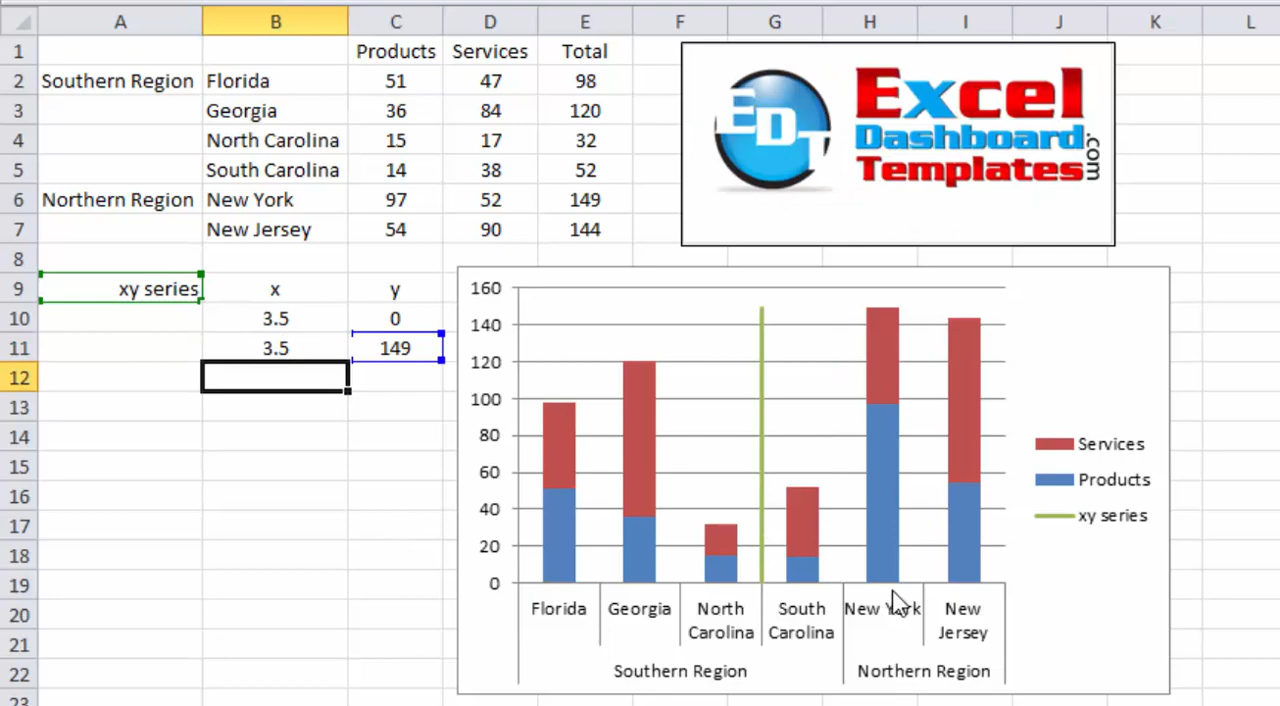 A B C D E F G H I J K L
1 Products Services Total
2 Southern Region Florida 51 47 98
3 Georgia 36 84 120
4 North Carolina 15 17 32
5 South Carolina 14 38 52
6 Northern Region New York 97 52 149
7 New Jersey 54 90 144
8
9 xy series x y
10 3.5 0
11 3.5 149
12
13
14
15
16
17
18
19
20
21
22
23
EDT
Excel
Dashboard
Templates
.com
160
140
120
100
80
60
40
20
0
Services
Products
xy series
Florida Georgia North South New York New
Carolina Carolina Jersey
Southern Region Northern Region